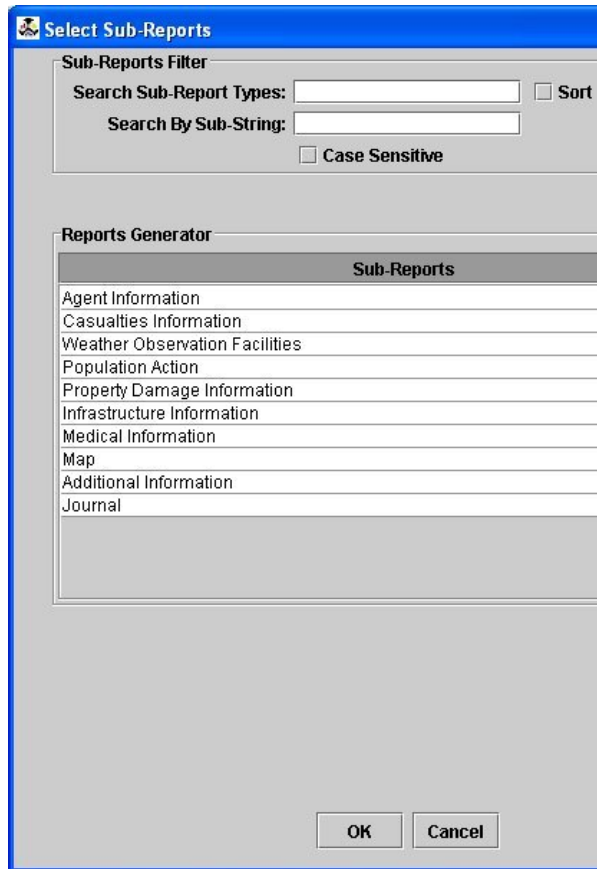 Select Sub-Reports
Sub-Reports Filter
Search Sub-Report Types: Sort
Search By Sub-String:
Case Sensitive
Reports Generator
Sub-Reports
Agent Information
Casualties Information
Weather Observation Facilities
Population Action
Property Damage Information
Infrastructure Information
Medical Information
Map
Additional Information
Journal
OK Cancel